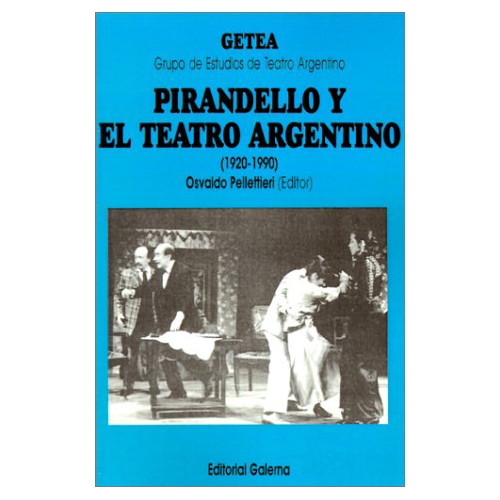 GETEA
Grupo de Estudios de Teatro Argentino
PIRANDELLO Y
EL TEATRO ARGENTINO
(1920-1990)
Osvaldo Pellettieri (Editor)
Editorial Galerna